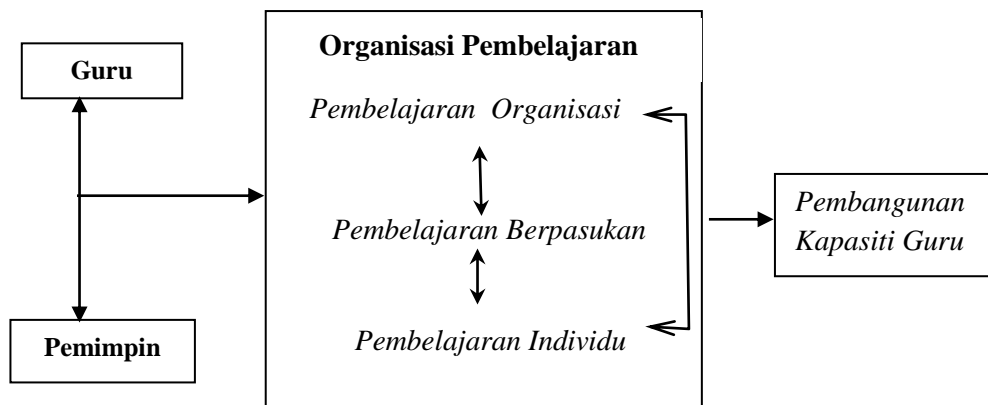 Guru
Pemimpin
Organisasi Pembelajaran
Pembelajaran Organisasi
Pembelajaran Berpasukan
Pembelajaran Individu
Pembangunan
Kapasiti Guru